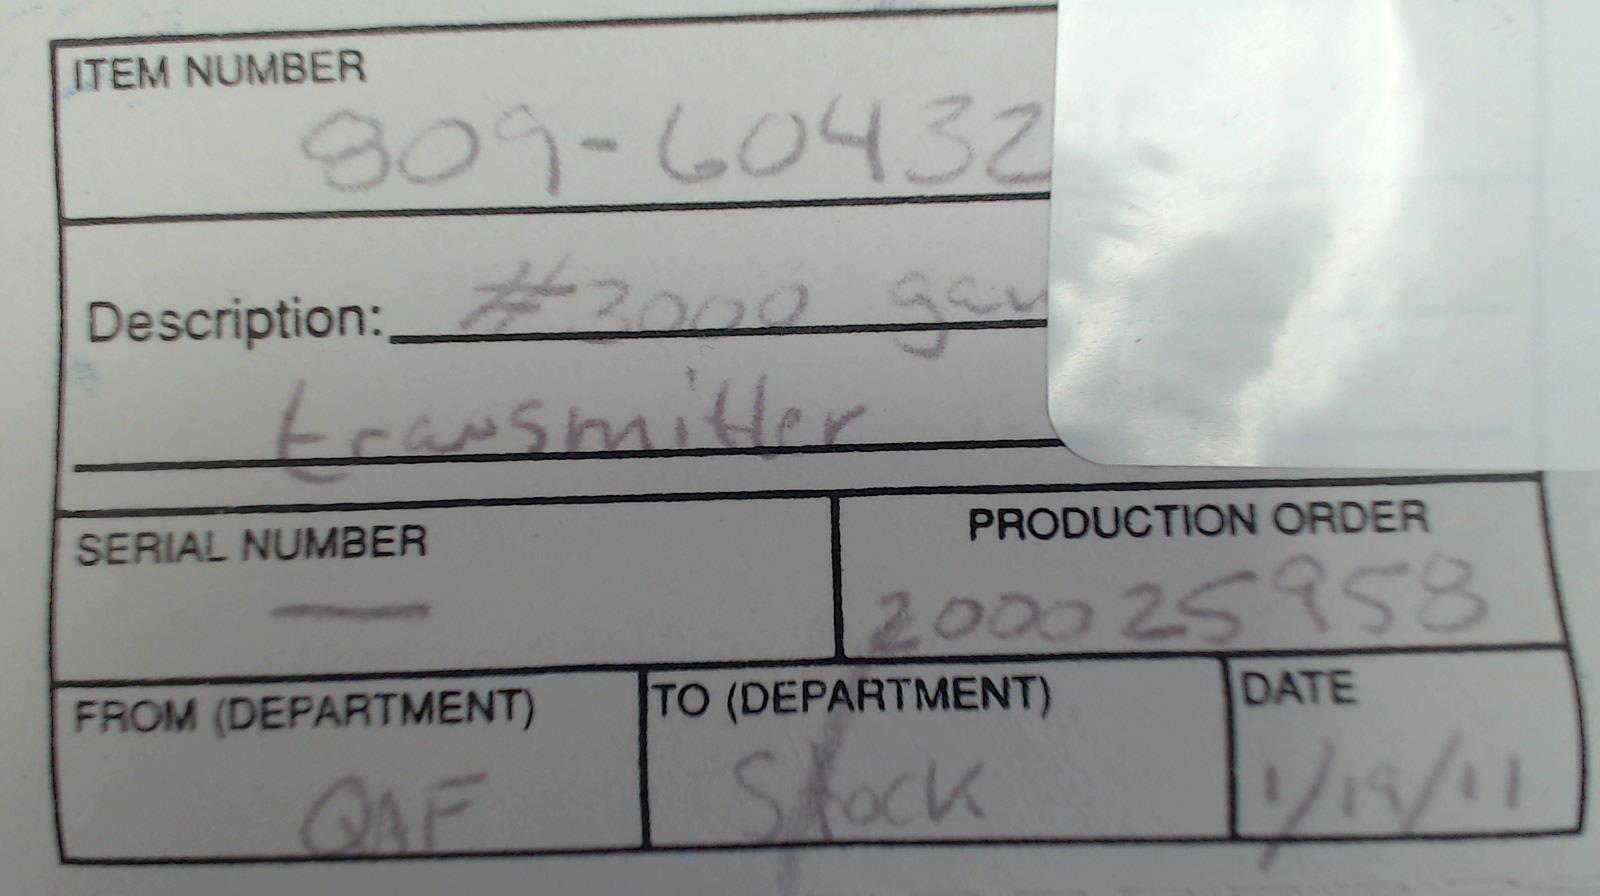 ITEM NUMBER
809-60432
Description: #3000
transmitter
SERIAL NUMBER
—
PRODUCTION ORDER
200025958
FROM (DEPARTMENT)
QAF
TO (DEPARTMENT)
Stock
DATE
1/19/11